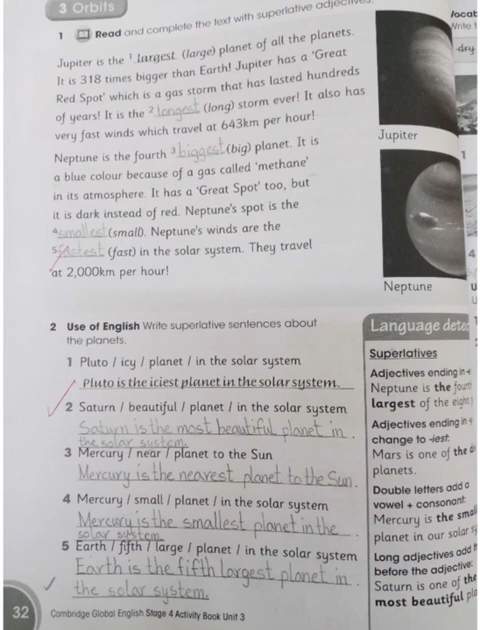 3 Orbits
1 Read and complete the text with superlative adjectives.
Jupiter is the ¹ largest (large) planet of all the planets.
It is 318 times bigger than Earth! Jupiter has a 'Great
Red Spot' which is a gas storm that has lasted hundreds
of years! It is the ² longest (long) storm ever! It also has
very fast winds which travel at 643km per hour!
Neptune is the fourth ³ biggest (big) planet. It is
a blue colour because of a gas called 'methane'
in its atmosphere. It has a 'Great Spot' too, but
it is dark instead of red. Neptune's spot is the
⁴ smallest (small). Neptune's winds are the
⁵ fastest (fast) in the solar system. They travel
at 2,000km per hour!
Jupiter
Neptune
2 Use of English Write superlative sentences about
the planets.
1 Pluto / icy / planet / in the solar system
Pluto is the iciest planet in the solar system.
2 Saturn / beautiful / planet / in the solar system
Saturn is the most beautiful planet in
the solar system.
3 Mercury / near / planet to the Sun
Mercury is the nearest planet to the Sun.
4 Mercury / small / planet / in the solar system
Mercury is the smallest planet in the
solar system
5 Earth / fifth / large / planet / in the solar system
Earth is the fifth largest planet in
the solar system.
Language
Superlatives
Adjectives ending in
Neptune is the
largest of the
Adjectives ending in
change to -iest:
Mars is one of the
planets.
Double letters add a
vowel + consonant:
Mercury is the
planet in our solar
Long adjectives add
before the adjective:
Saturn is one of the
most beautiful
32 Cambridge Global English Stage 4 Activity Book Unit 3
dry